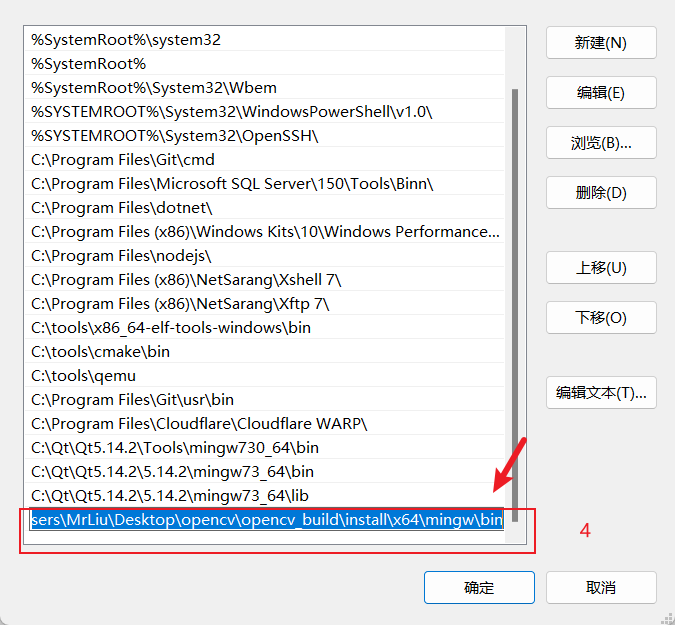 %SystemRoot%\system32
%SystemRoot%
%SystemRoot%\System32\Wbem
%SYSTEMROOT%\System32\WindowsPowerShell\v1.0\
%SYSTEMROOT%\System32\OpenSSH\
C:\Program Files\Git\cmd
C:\Program Files\Microsoft SQL Server\150\Tools\Binn\
C:\Program Files\dotnet\
C:\Program Files (x86)\Windows Kits\10\Windows Performance...
C:\Program Files\nodejs\
C:\Program Files (x86)\NetSarang\Xshell 7\
C:\Program Files (x86)\NetSarang\Xftp 7\
C:\tools\x86_64-elf-tools-windows\bin
C:\tools\cmake\bin
C:\tools\qemu
C:\Program Files\Git\usr\bin
C:\Program Files\Cloudflare\Cloudflare WARP\
C:\Qt\Qt5.14.2\Tools\mingw730_64\bin
C:\Qt\Qt5.14.2\5.14.2\mingw73_64\bin
C:\Qt\Qt5.14.2\5.14.2\mingw73_64\lib
sers\MrLiu\Desktop\opencv\opencv_build\install\x64\mingw\bin
4
新建(N)
编辑(E)
浏览(B)...
删除(D)
上移(U)
下移(O)
编辑文本(T)...
确定
取消